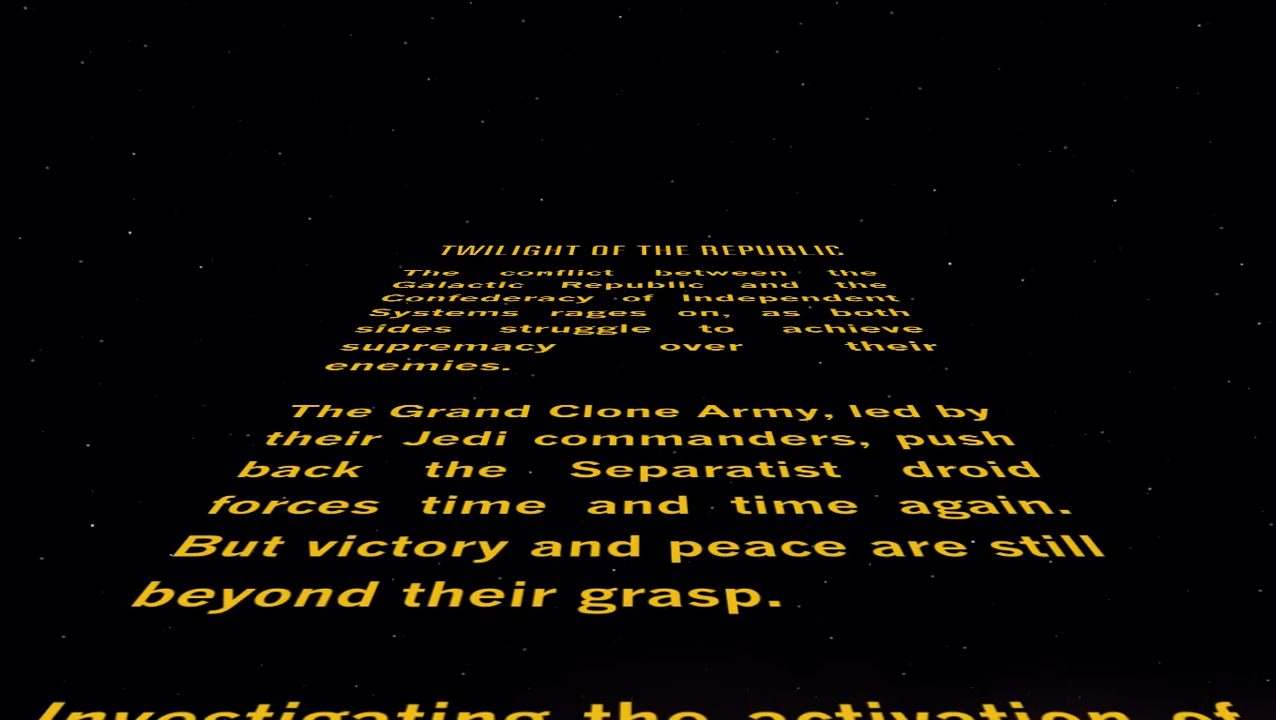 TWILIGHT OF THE REPUBLIC
The conflict between the
Galactic Republic and the
Confederacy of Independent
Systems rages on, as both
sides struggle to achieve
supremacy over their
enemies.
The Grand Clone Army, led by
their Jedi commanders, push
back the Separatist droid
forces time and time again.
But victory and peace are still
beyond their grasp.
Investigating the activation of